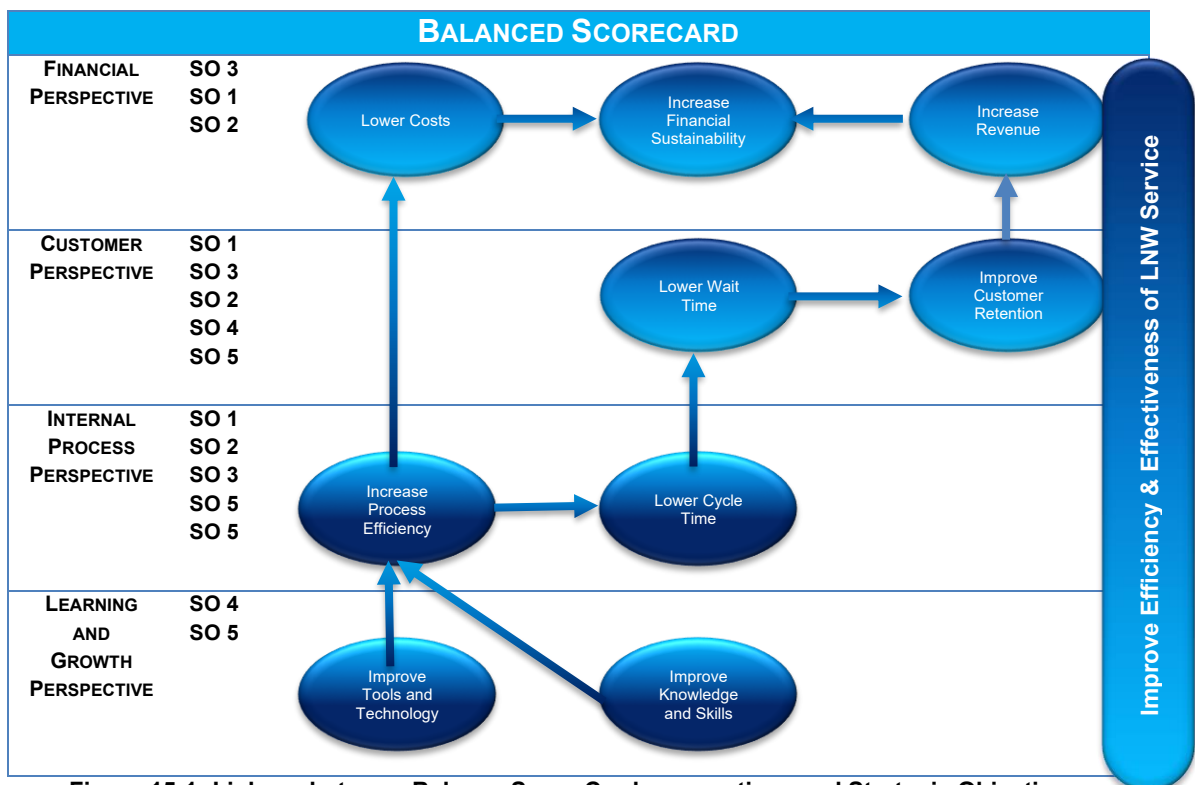 BALANCED SCORECARD
FINANCIAL
PERSPECTIVE
SO 3
SO 1
SO 2
Lower Costs
Increase
Financial
Sustainability
Increase
Revenue
CUSTOMER
PERSPECTIVE
SO 1
SO 3
SO 2
SO 4
SO 5
Lower Wait
Time
Improve
Customer
Retention
INTERNAL
PROCESS
PERSPECTIVE
SO 1
SO 2
SO 3
SO 5
SO 5
Increase
Process
Efficiency
Lower Cycle
Time
LEARNING
AND
GROWTH
PERSPECTIVE
SO 4
SO 5
Improve
Tools and
Technology
Improve
Knowledge
and Skills
Improve Efficiency & Effectiveness of LNW Service